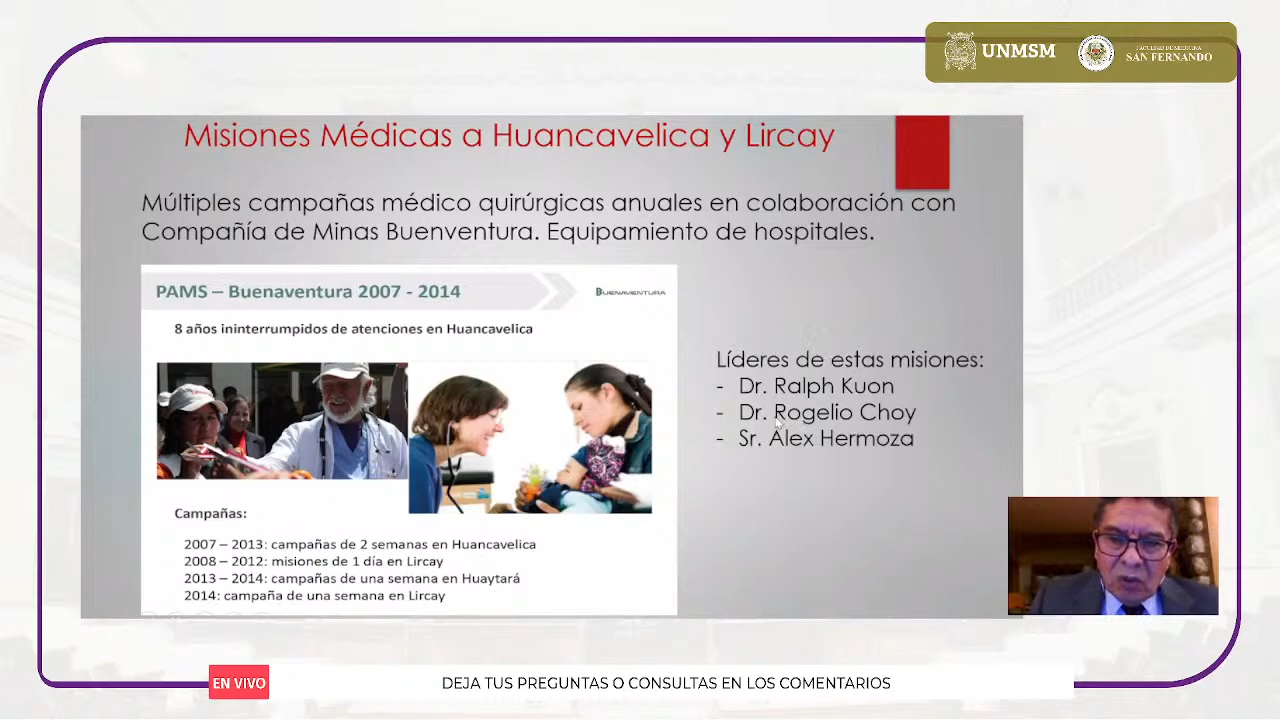 UNMSM
FACULTAD DE MEDICINA
SAN FERNANDO
Misiones Médicas a Huancavelica y Lircay
Múltiples campañas médico quirúrgicas anuales en colaboración con
Compañía de Minas Buenventura. Equipamiento de hospitales.
PAMS – Buenaventura 2007 - 2014
BUENAVENTURA
8 años ininterrumpidos de atenciones en Huancavelica
Líderes de estas misiones:
- Dr. Ralph Kuon
- Dr. Rogelio Choy
- Sr. Alex Hermoza
Campañas:
2007 – 2013: campañas de 2 semanas en Huancavelica
2008 – 2012: misiones de 1 día en Lircay
2013 – 2014: campañas de una semana en Huaytará
2014: campaña de una semana en Lircay
EN VIVO
DEJA TUS PREGUNTAS O CONSULTAS EN LOS COMENTARIOS